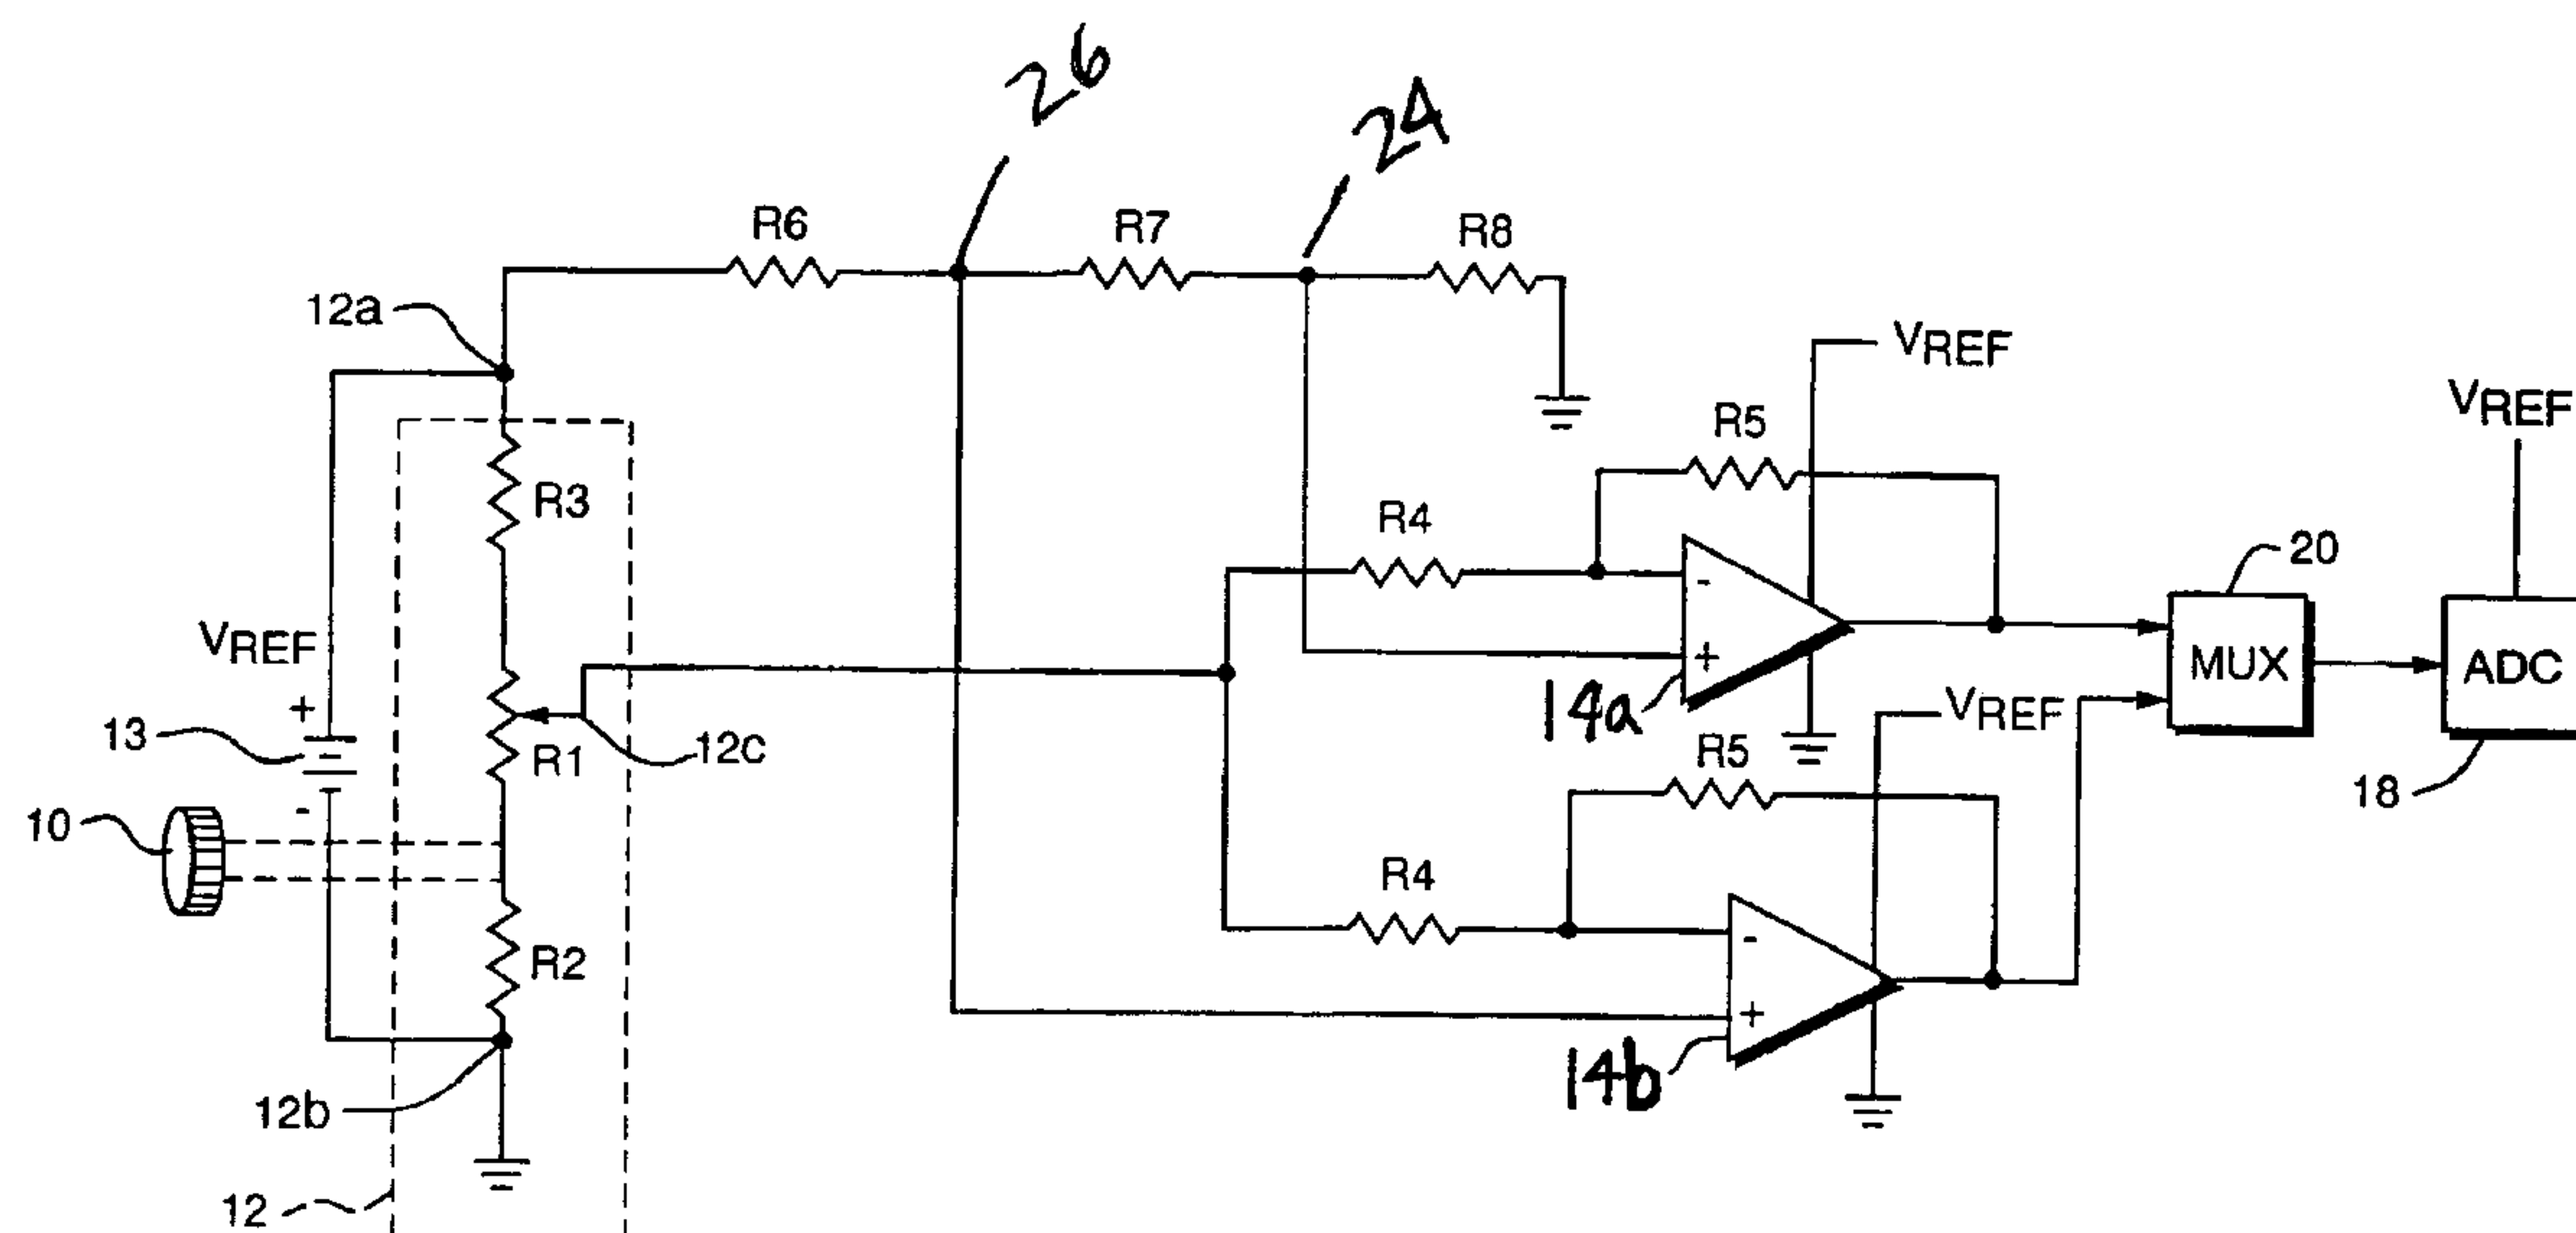 26
24
R6
R7
R8
12a
VREF
VREF
R5
R3
R4
20
VREF
-
MUX
ADC
+
14a
VREF
+
13
R1
12c
R5
18
-
10
R4
R2
-
+
14b
12b
12